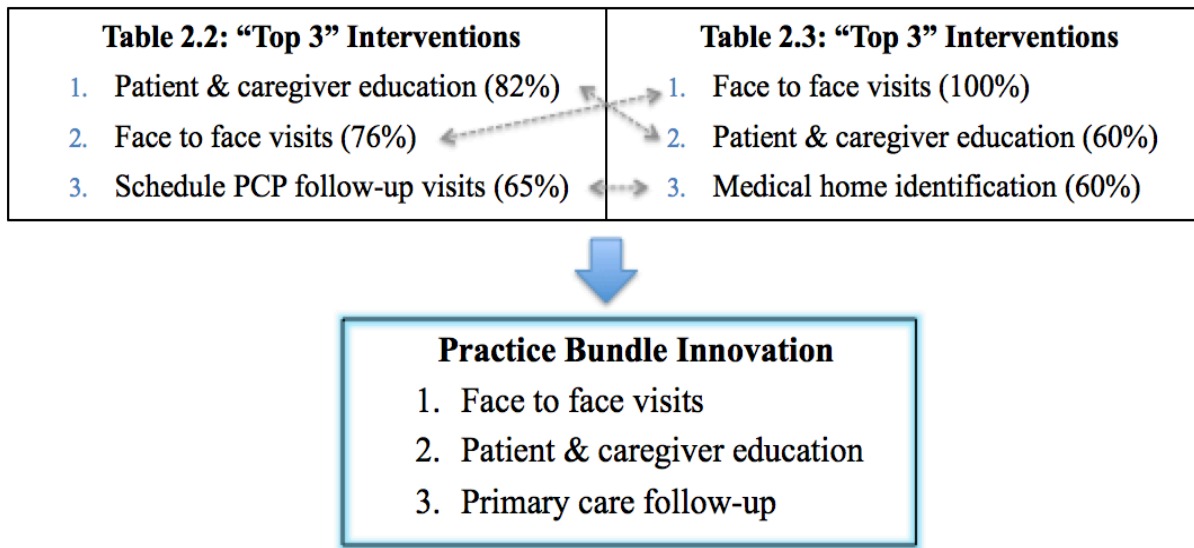 Table 2.2: “Top 3” Interventions
1. Patient & caregiver education (82%)
2. Face to face visits (76%)
3. Schedule PCP follow-up visits (65%)
Table 2.3: “Top 3” Interventions
1. Face to face visits (100%)
2. Patient & caregiver education (60%)
3. Medical home identification (60%)
Practice Bundle Innovation
1. Face to face visits
2. Patient & caregiver education
3. Primary care follow-up